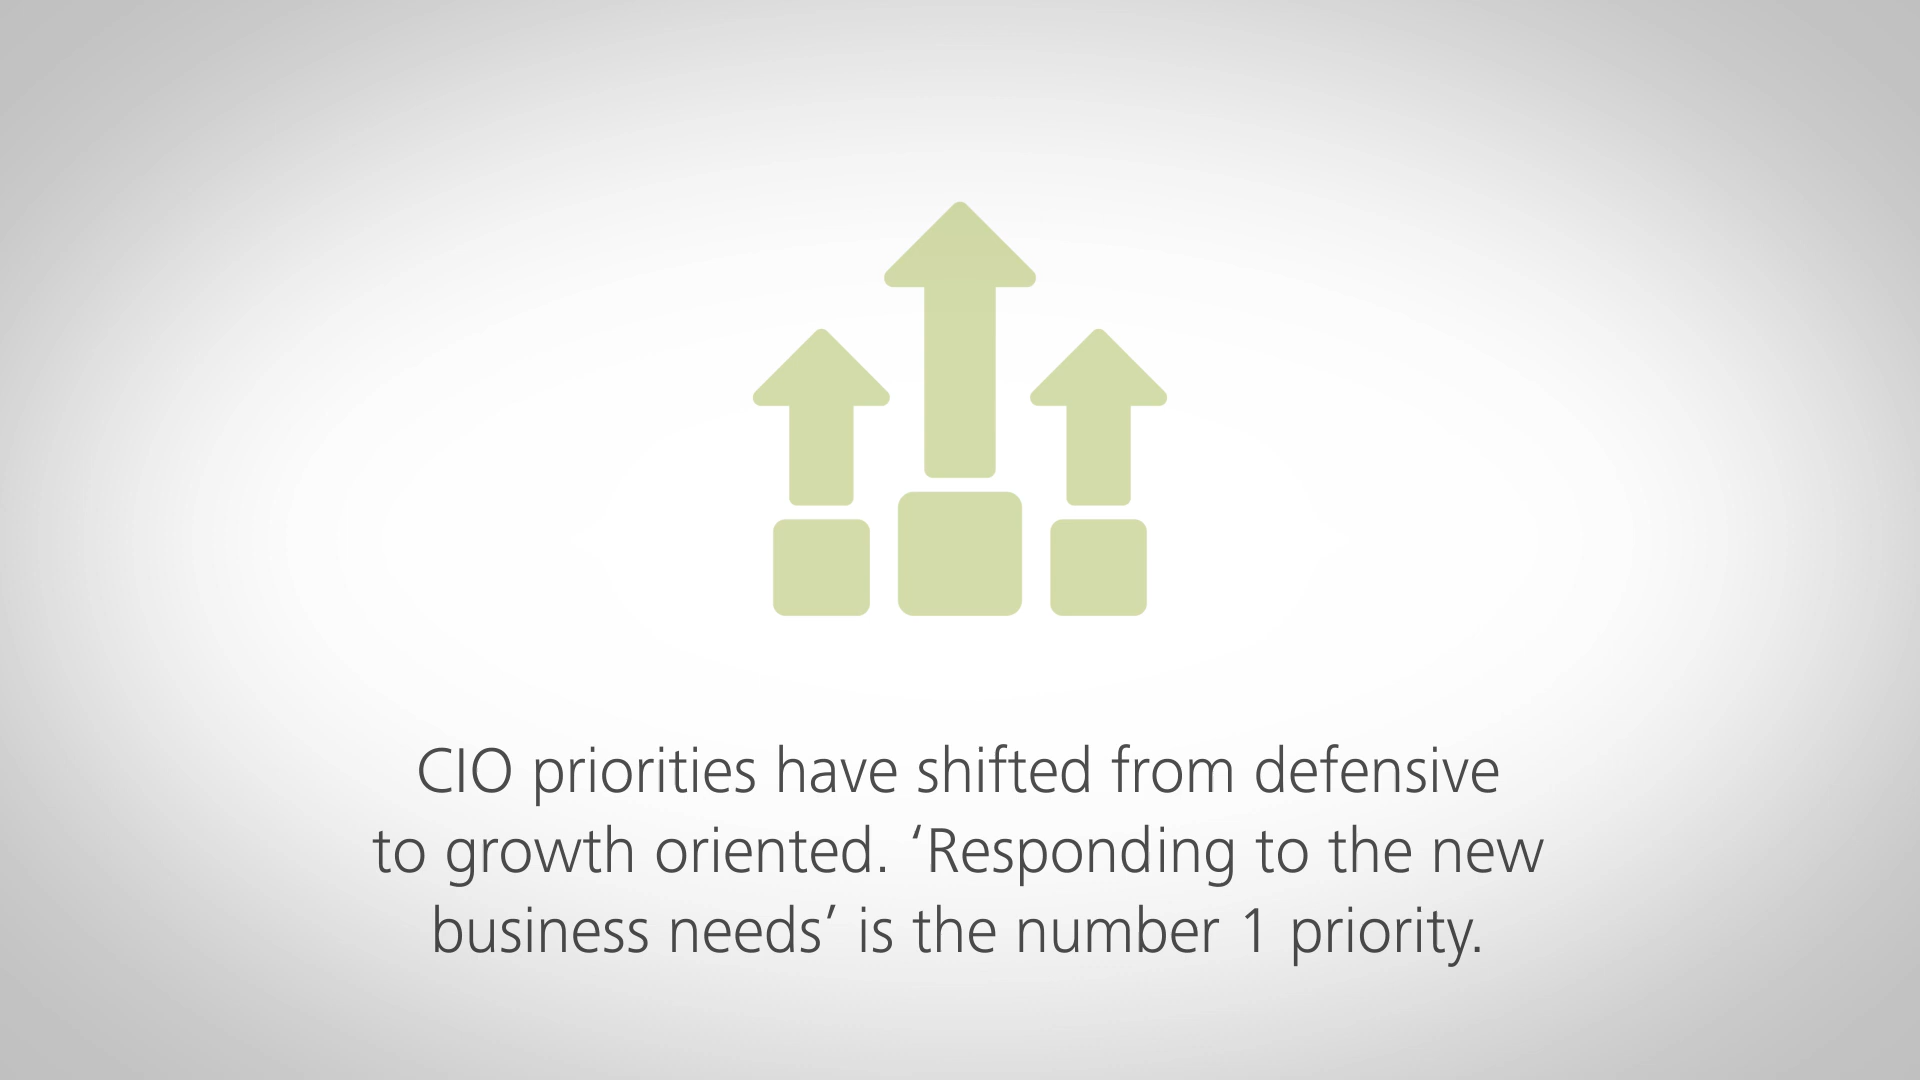 CIO priorities have shifted from defensive
to growth oriented. ‘Responding to the new
business needs’ is the number 1 priority.